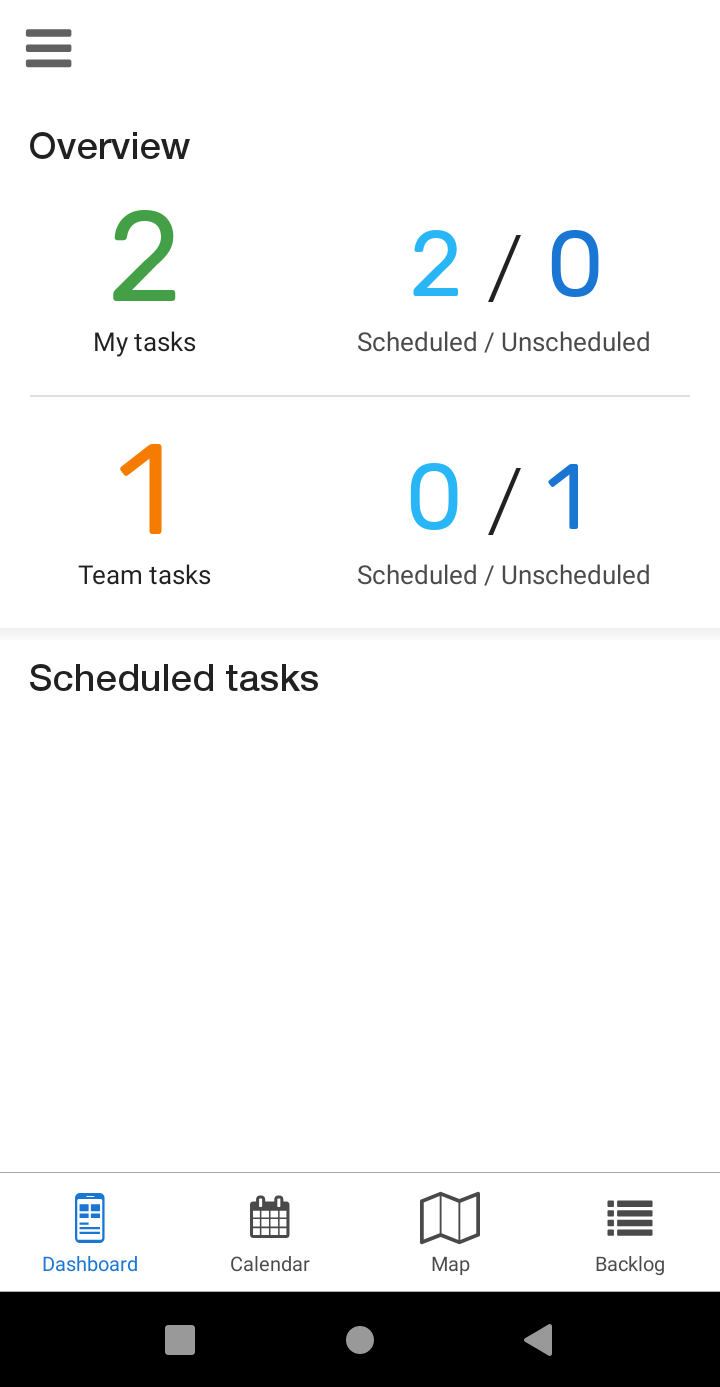 Overview
2 2 / 0
My tasks Scheduled / Unscheduled
1 0 / 1
Team tasks Scheduled / Unscheduled
Scheduled tasks
Dashboard Calendar Map Backlog